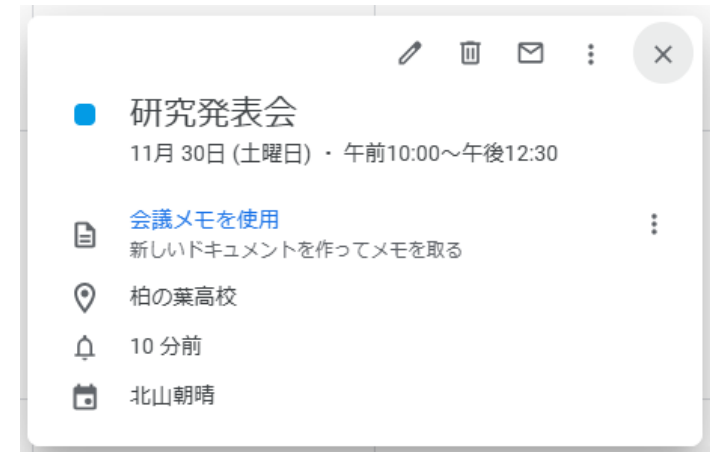 研究発表会
11月 30日 (土曜日) ・ 午前10:00～午後12:30
会議メモを使用
新しいドキュメントを作ってメモを取る
柏の葉高校
10 分前
北山朝晴